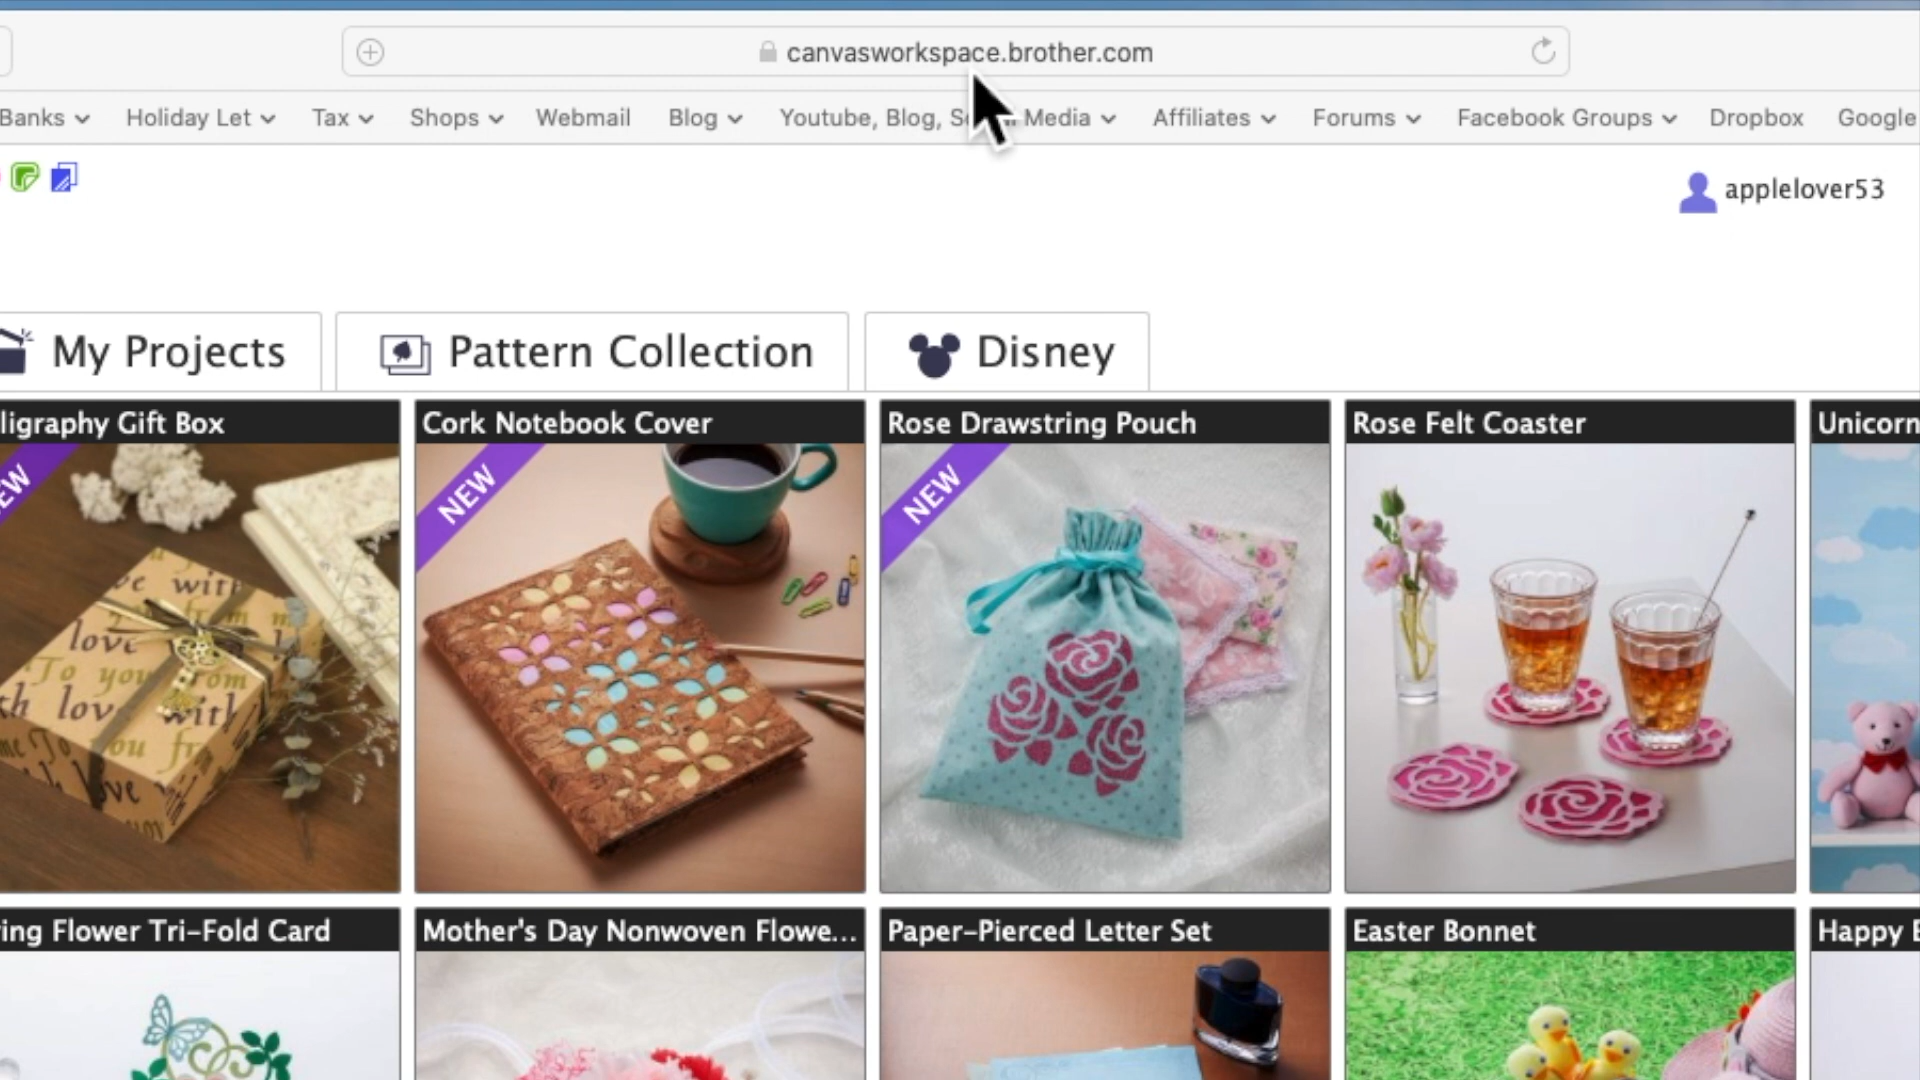 canvasworkspace.brother.com
Banks Holiday Let Tax Shops Webmail Blog Youtube, Blog, Media Affiliates Forums Facebook Groups Dropbox Google
applelover53
My Projects Pattern Collection Disney
ligraphy Gift Box Cork Notebook Cover Rose Drawstring Pouch Rose Felt Coaster Unicorn
EW NEW NEW
ing Flower Tri-Fold Card Mother's Day Nonwoven Flowe... Paper-Pierced Letter Set Easter Bonnet Happy